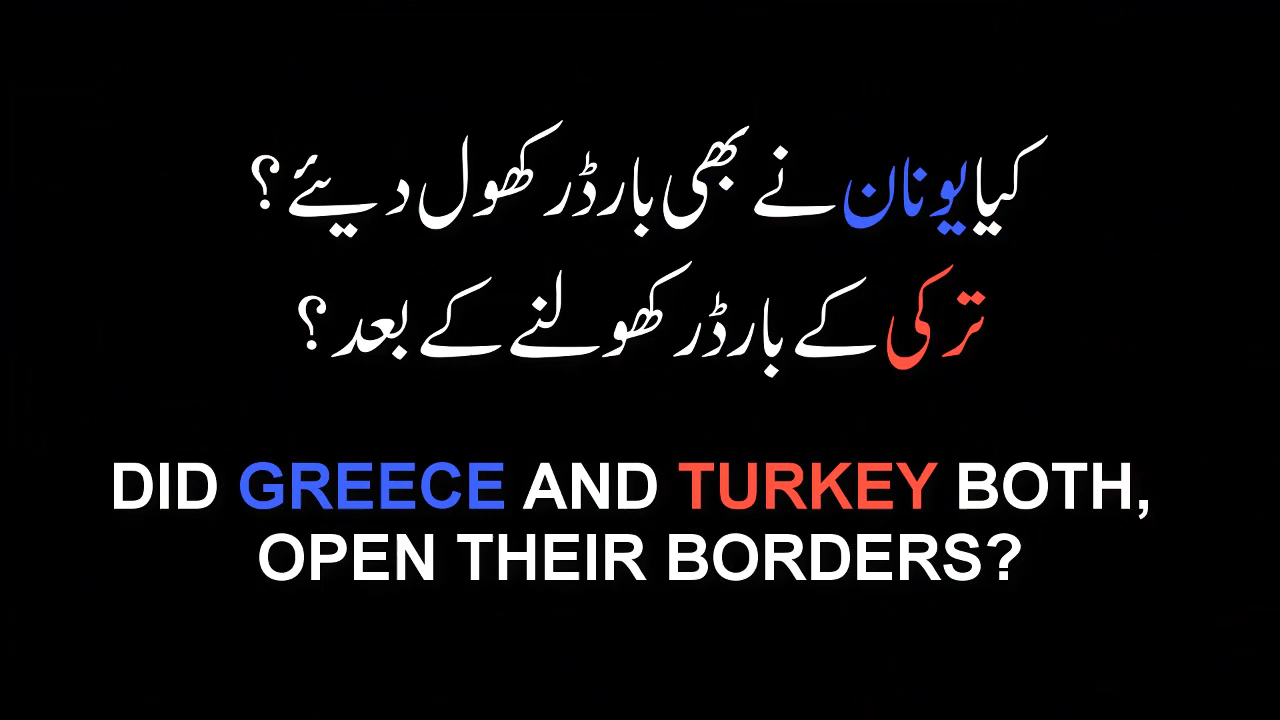 کیا یونان نے بھی بارڈر کھول دیئے ؟
ترکی کے بارڈر کھولنے کے بعد ؟
DID GREECE AND TURKEY BOTH,
OPEN THEIR BORDERS?